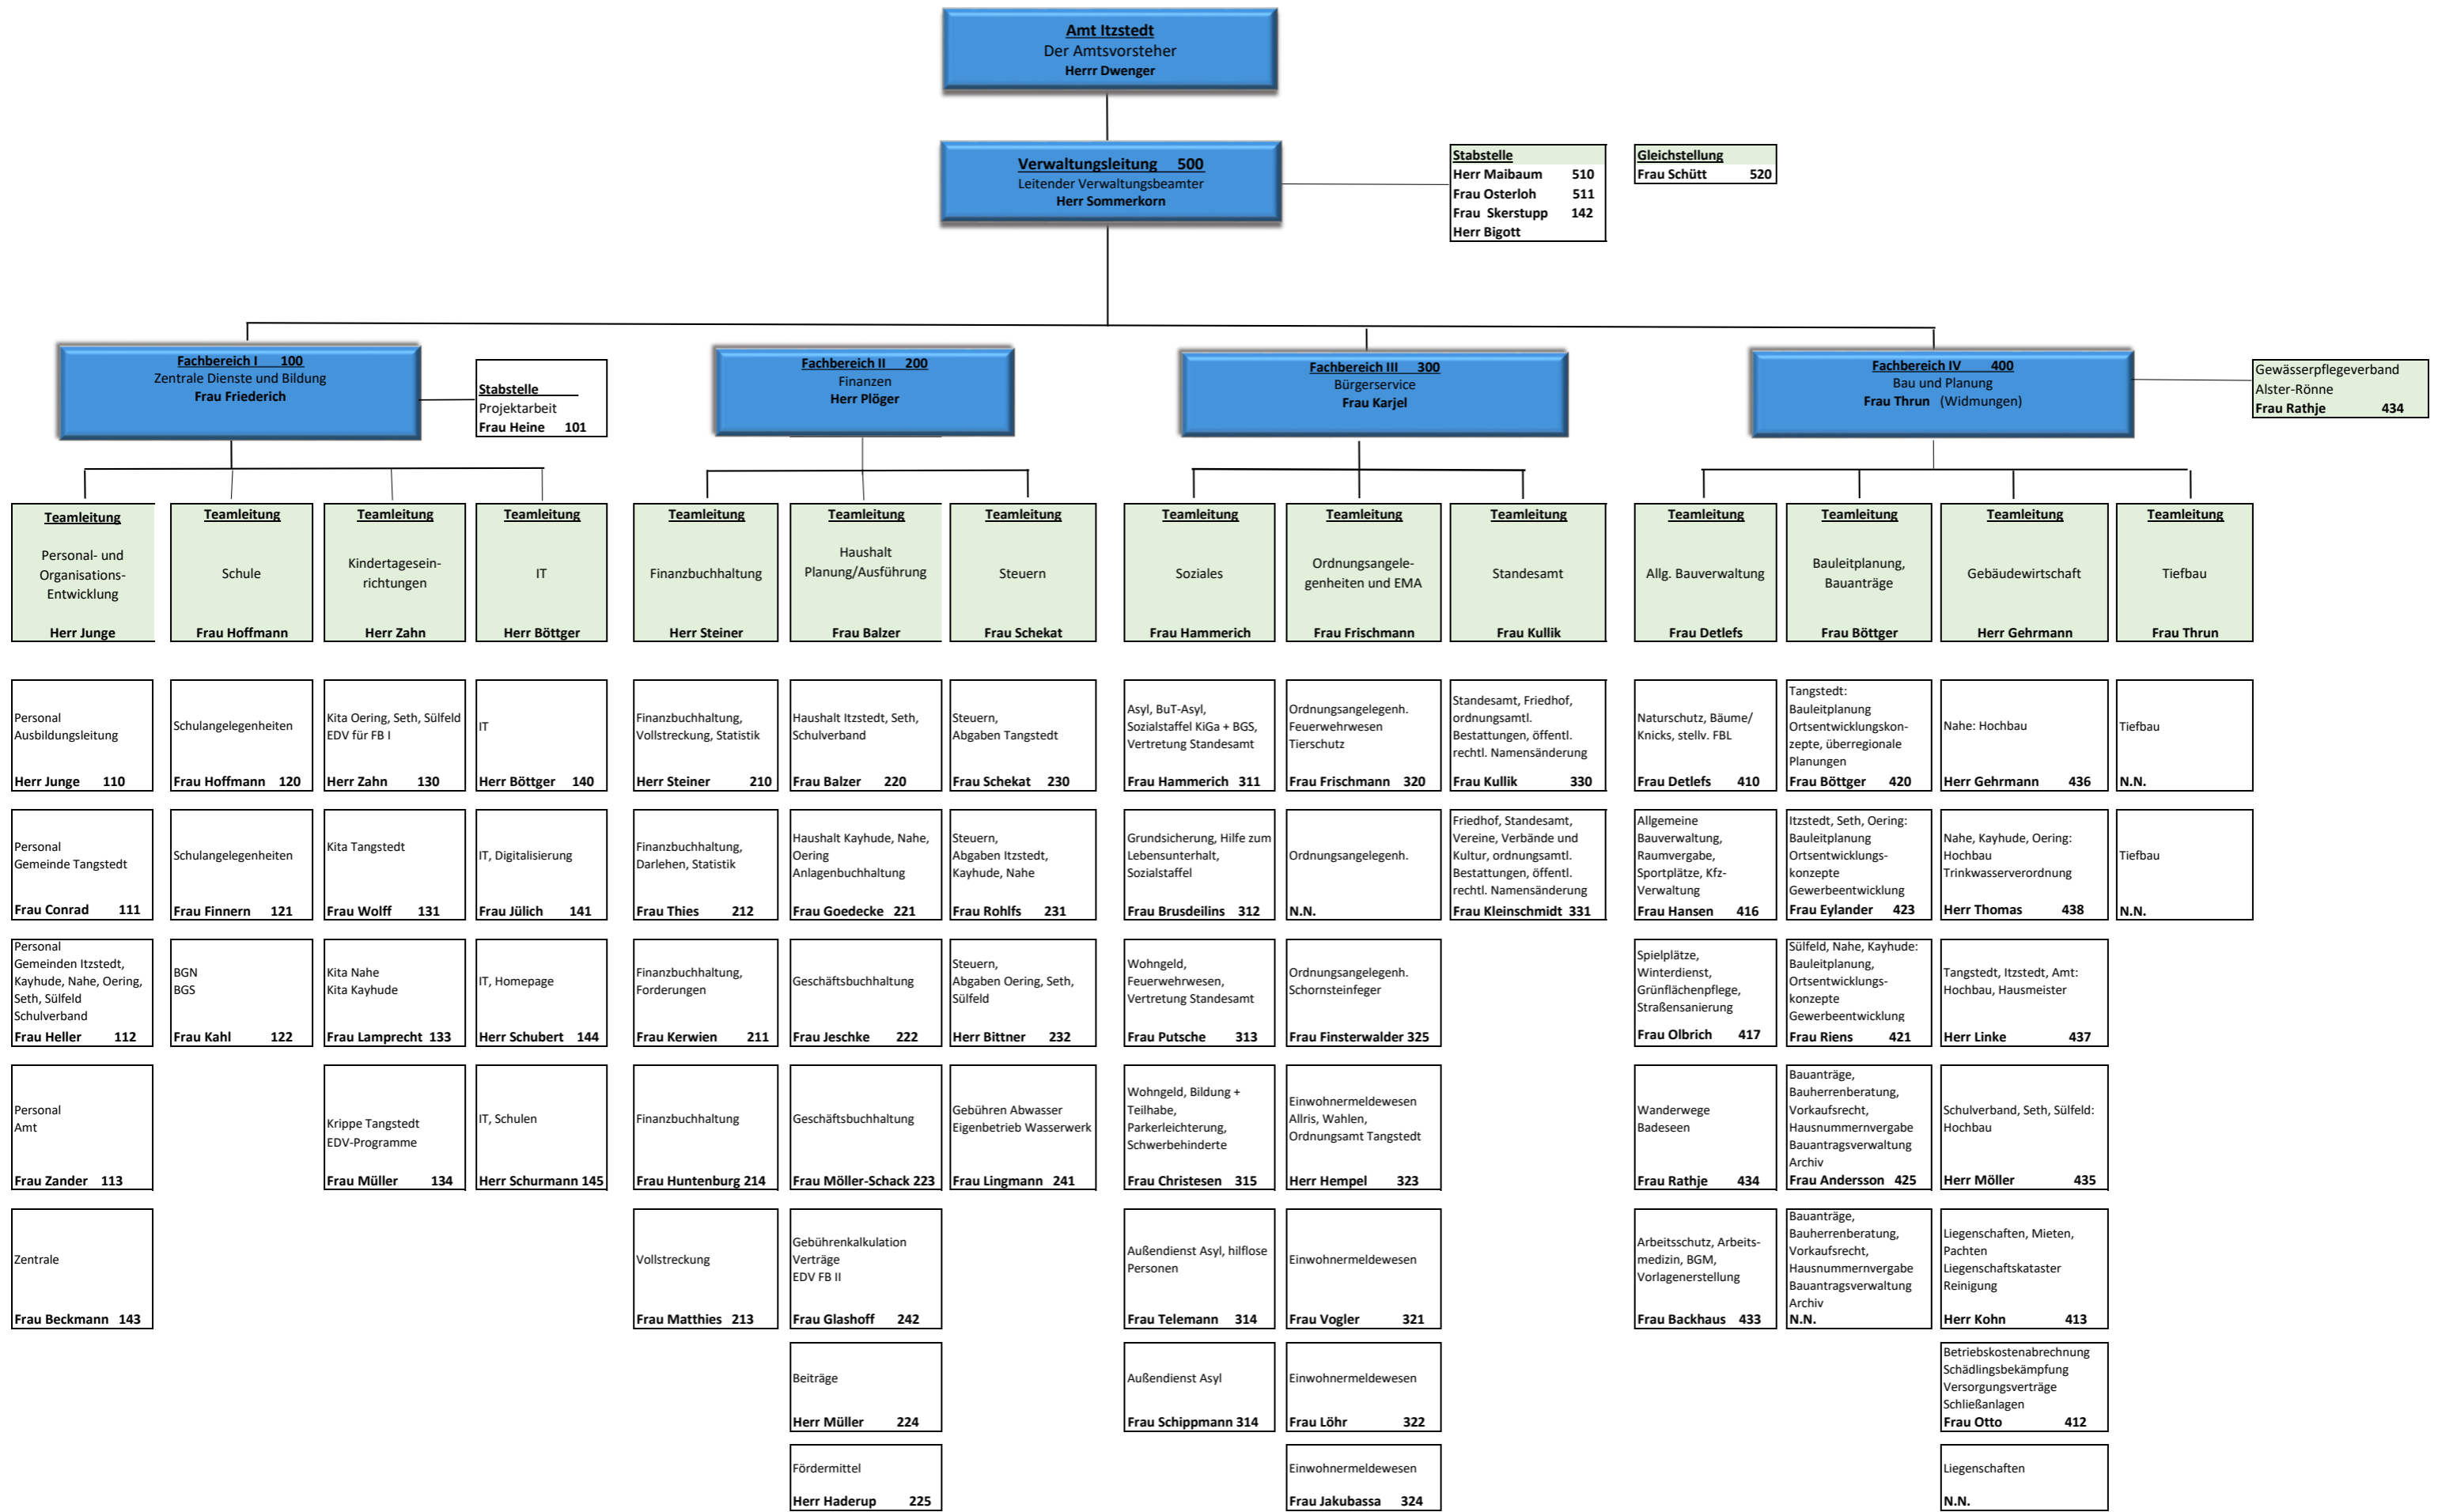 Amt Itzstedt
Der Amtsvorsteher
Herrr Dwenger
Verwaltungsleitung 500
Leitender Verwaltungsbeamter
Herr Sommerkorn
Stabstelle
Herr Maibaum 510
Frau Osterloh 511
Frau Skerstupp 142
Herr Bigott
Gleichstellung
Frau Schütt 520
Fachbereich I 100
Zentrale Dienste und Bildung
Frau Friederich
Stabstelle
Projektarbeit
Frau Heine 101
Fachbereich II 200
Finanzen
Herr Plöger
Fachbereich III 300
Bürgerservice
Frau Karjel
Fachbereich IV 400
Bau und Planung
Frau Thrun (Widmungen)
Gewässerpflegeverband
Alster-Rönne
Frau Rathje 434
Teamleitung
Personal- und
Organisations-
Entwicklung
Herr Junge
Teamleitung
Schule
Frau Hoffmann
Teamleitung
Kindertagesein-
richtungen
Herr Zahn
Teamleitung
IT
Herr Böttger
Teamleitung
Finanzbuchhaltung
Herr Steiner
Teamleitung
Haushalt
Planung/Ausführung
Frau Balzer
Teamleitung
Steuern
Frau Schekat
Teamleitung
Soziales
Frau Hammerich
Teamleitung
Ordnungsangele-
genheiten und EMA
Frau Frischmann
Teamleitung
Standesamt
Frau Kullik
Teamleitung
Allg. Bauverwaltung
Frau Detlefs
Teamleitung
Bauleitplanung,
Bauanträge
Frau Böttger
Teamleitung
Gebäudewirtschaft
Herr Gehrmann
Teamleitung
Tiefbau
Frau Thrun
Personal
Ausbildungsleitung
Herr Junge 110
Schulangelegenheiten
Frau Hoffmann 120
Kita Oering, Seth, Sülfeld
EDV für FB I
Herr Zahn 130
IT
Herr Böttger 140
Finanzbuchhaltung,
Vollstreckung, Statistik
Herr Steiner 210
Haushalt Itzstedt, Seth,
Schulverband
Frau Balzer 220
Steuern,
Abgaben Tangstedt
Frau Schekat 230
Asyl, BuT-Asyl,
Sozialstaffel KiGa + BGS,
Vertretung Standesamt
Frau Hammerich 311
Ordnungsangelegenh.
Feuerwehrwesen
Tierschutz
Frau Frischmann 320
Standesamt, Friedhof,
ordnungsamtl.
Bestattungen, öffentl.
rechtl. Namensänderung
Frau Kullik 330
Naturschutz, Bäume/
Knicks, stellv. FBL
Frau Detlefs 410
Tangstedt:
Bauleitplanung
Ortsentwicklungskon-
zepte, überregionale
Planungen
Frau Böttger 420
Nahe: Hochbau
Herr Gehrmann 436
Tiefbau
N.N.
Personal
Gemeinde Tangstedt
Frau Conrad 111
Schulangelegenheiten
Frau Finnern 121
Kita Tangstedt
Frau Wolff 131
IT, Digitalisierung
Frau Jülich 141
Finanzbuchhaltung,
Darlehen, Statistik
Frau Thies 212
Haushalt Kayhude, Nahe,
Oering
Anlagenbuchhaltung
Frau Goedecke 221
Steuern,
Abgaben Itzstedt,
Kayhude, Nahe
Frau Rohlfs 231
Grundsicherung, Hilfe zum
Lebensunterhalt,
Sozialstaffel
Frau Brusdeilins 312
Ordnungsangelegenh.
N.N.
Friedhof, Standesamt,
Vereine, Verbände und
Kultur, ordnungsamtl.
Bestattungen, öffentl.
rechtl. Namensänderung
Frau Kleinschmidt 331
Allgemeine
Bauverwaltung,
Raumvergabe,
Sportplätze, Kfz-
Verwaltung
Frau Hansen 416
Itzstedt, Seth, Oering:
Bauleitplanung
Ortsentwicklungs-
konzepte
Gewerbeentwicklung
Frau Eylander 423
Nahe, Kayhude, Oering:
Hochbau
Trinkwasserverordnung
Herr Thomas 438
Tiefbau
N.N.
Personal
Gemeinden Itzstedt,
Kayhude, Nahe, Oering,
Seth, Sülfeld
Schulverband
Frau Heller 112
BGN
BGS
Frau Kahl 122
Kita Nahe
Kita Kayhude
Frau Lamprecht 133
IT, Homepage
Herr Schubert 144
Finanzbuchhaltung,
Forderungen
Frau Kerwien 211
Geschäftsbuchhaltung
Frau Jeschke 222
Steuern,
Abgaben Oering, Seth,
Sülfeld
Herr Bittner 232
Wohngeld,
Feuerwehrwesen,
Vertretung Standesamt
Frau Putsche 313
Ordnungsangelegenh.
Schornsteinfeger
Frau Finsterwalder 325
Spielplätze,
Winterdienst,
Grünflächenpflege,
Straßensanierung
Frau Olbrich 417
Sülfeld, Nahe, Kayhude:
Bauleitplanung,
Ortsentwicklungs-
konzepte
Gewerbeentwicklung
Frau Riens 421
Tangstedt, Itzstedt, Amt:
Hochbau, Hausmeister
Herr Linke 437
Personal
Amt
Frau Zander 113
Krippe Tangstedt
EDV-Programme
Frau Müller 134
IT, Schulen
Herr Schurmann 145
Finanzbuchhaltung
Frau Huntenburg 214
Geschäftsbuchhaltung
Frau Möller-Schack 223
Gebühren Abwasser
Eigenbetrieb Wasserwerk
Frau Lingmann 241
Wohngeld, Bildung +
Teilhabe,
Parkerleichterung,
Schwerbehinderte
Frau Christesen 315
Einwohnermeldewesen
Allris, Wahlen,
Ordnungsamt Tangstedt
Herr Hempel 323
Wanderwege
Badeseen
Frau Rathje 434
Bauanträge,
Bauherrenberatung,
Vorkaufsrecht,
Hausnummernvergabe
Bauantragsverwaltung
Archiv
Frau Andersson 425
Schulverband, Seth, Sülfeld:
Hochbau
Herr Möller 435
Zentrale
Frau Beckmann 143
Vollstreckung
Frau Matthies 213
Gebührenkalkulation
Verträge
EDV FB II
Frau Glashoff 242
Außendienst Asyl, hilflose
Personen
Frau Telemann 314
Einwohnermeldewesen
Frau Vogler 321
Arbeitsschutz, Arbeits-
medizin, BGM,
Vorlagenerstellung
Frau Backhaus 433
Bauanträge,
Bauherrenberatung,
Vorkaufsrecht,
Hausnummernvergabe
Bauantragsverwaltung
Archiv
N.N.
Liegenschaften, Mieten,
Pachten
Liegenschaftskataster
Reinigung
Herr Kohn 413
Beiträge
Herr Müller 224
Außendienst Asyl
Frau Schippmann 314
Einwohnermeldewesen
Frau Löhr 322
Betriebskostenabrechnung
Schädlingsbekämpfung
Versorgungsverträge
Schließanlagen
Frau Otto 412
Fördermittel
Herr Haderup 225
Einwohnermeldewesen
Frau Jakubassa 324
Liegenschaften
N.N.